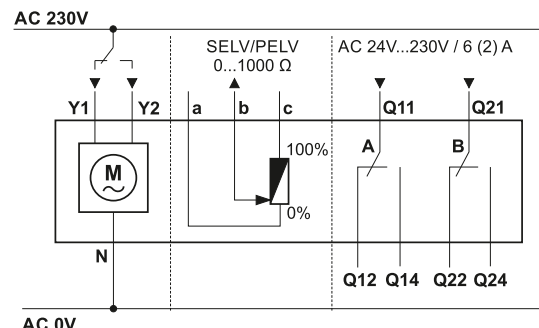 AC 230V
SELV/PELV
0...1000 Ω
AC 24V...230V / 6 (2) A
Y1 Y2 a b c Q11 Q21
A B
100%
M
~
0%
N
Q12 Q14 Q22 Q24
AC 0V